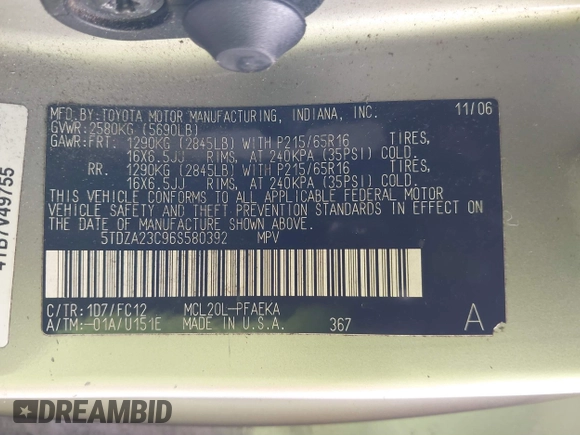 MFD. BY: TOYOTA MOTOR MANUFACTURING, INDIANA, INC. 11/06
GVWR: 2580KG (5690LB)
GAWR: FRT. 1290KG (2845LB) WITH P215/65R16 TIRES,
16X6.5JJ RIMS, AT 240KPA (35PSI) COLD.
RR. 1290KG (2845LB) WITH P215/65R16 TIRES,
16X6.5JJ RIMS, AT 240KPA (35PSI) COLD.
THIS VEHICLE CONFORMS TO ALL APPLICABLE FEDERAL MOTOR
VEHICLE SAFETY AND THEFT PREVENTION STANDARDS IN EFFECT ON
THE DATE OF MANUFACTURE SHOWN ABOVE.
5TDZA23C96S580392 MPV
C/TR: 1D7/FC12 MCL20L-PFAEKA
A/TM: -01A/U151E MADE IN U.S.A. 367 A
41B7V49755
DREAMBID